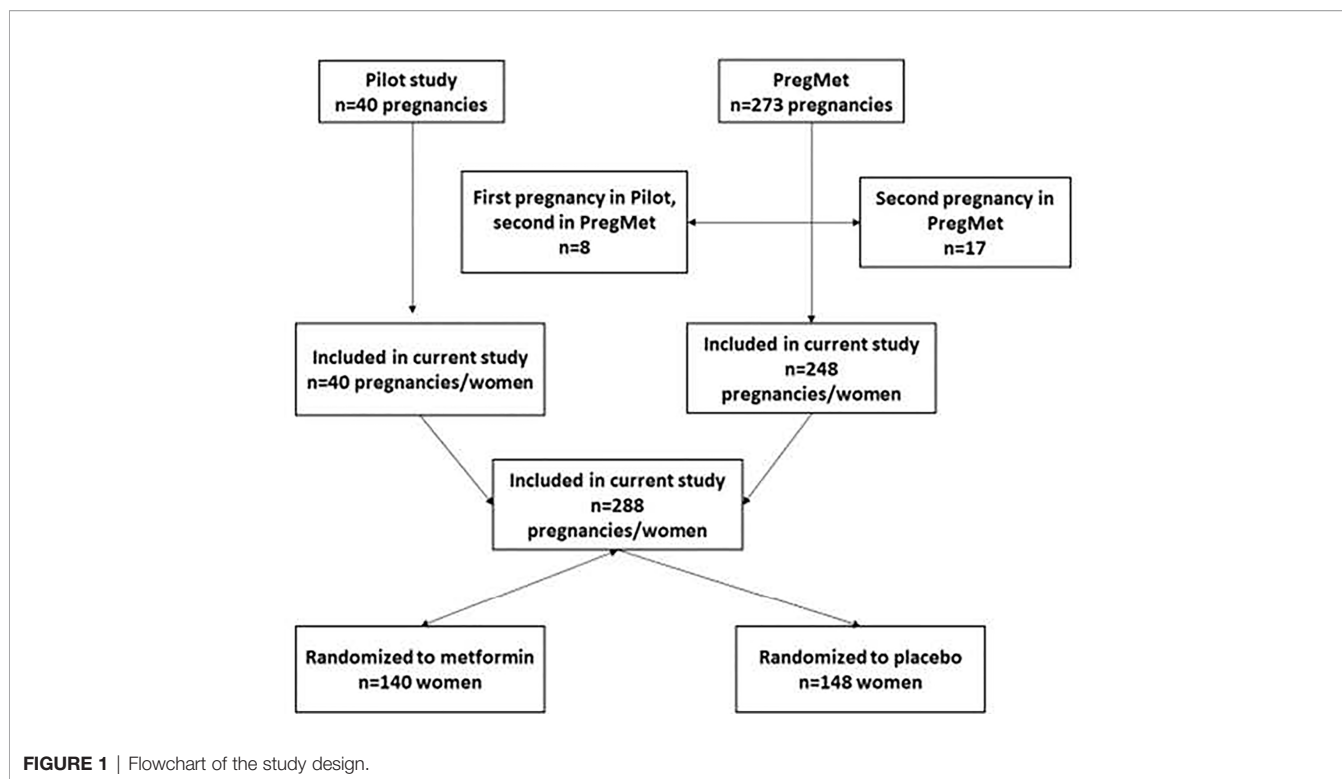 Pilot study
n=40 pregnancies
PregMet
n=273 pregnancies
First pregnancy in Pilot,
second in PregMet
n=8
Second pregnancy in
PregMet
n=17
Included in current study
n=40 pregnancies/women
Included in current study
n=248
pregnancies/women
Included in current study
n=288
pregnancies/women
Randomized to metformin
n=140 women
Randomized to placebo
n=148 women
FIGURE 1 | Flowchart of the study design.